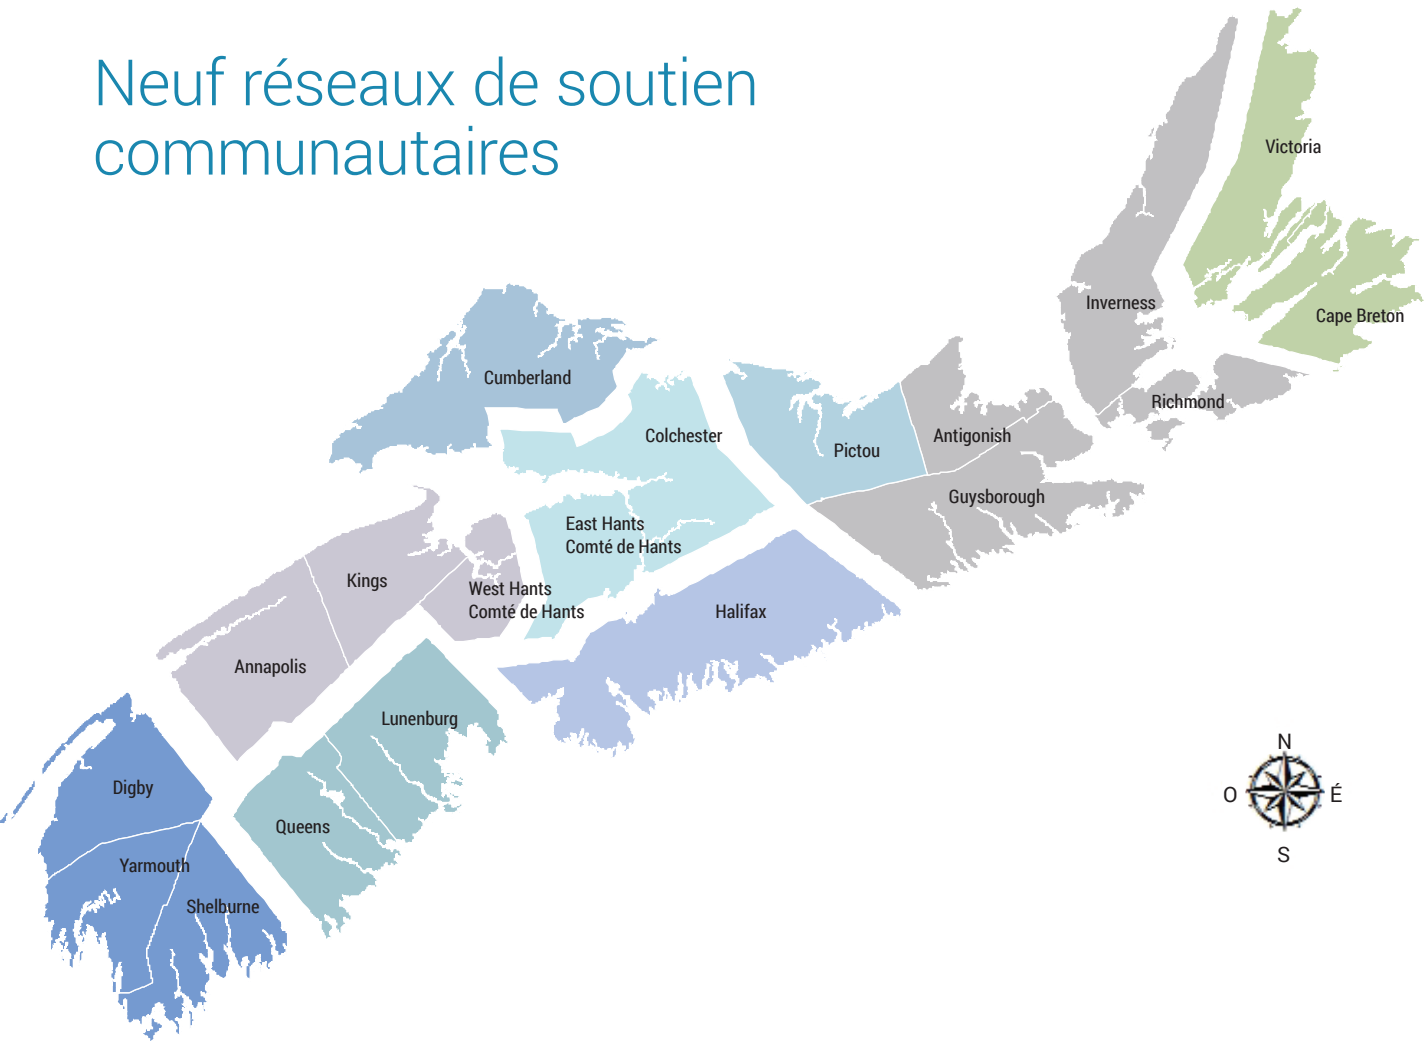 Neuf réseaux de soutien
communautaires
Victoria
Inverness
Cape Breton
Cumberland
Richmond
Colchester
Antigonish
Pictou
Guysborough
East Hants
Comté de Hants
Kings
West Hants
Comté de Hants
Halifax
Annapolis
Lunenburg
Digby
Queens
Yarmouth
Shelburne
N
O
É
S